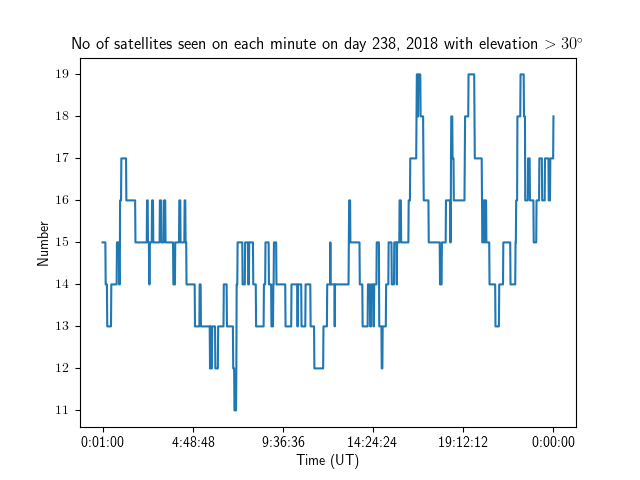 No of satellites seen on each minute on day 238, 2018 with elevation > 30°
19
18
17
16
15
14
13
12
11
Number
0:01:00 4:48:48 9:36:36 14:24:24 19:12:12 0:00:00
Time (UT)